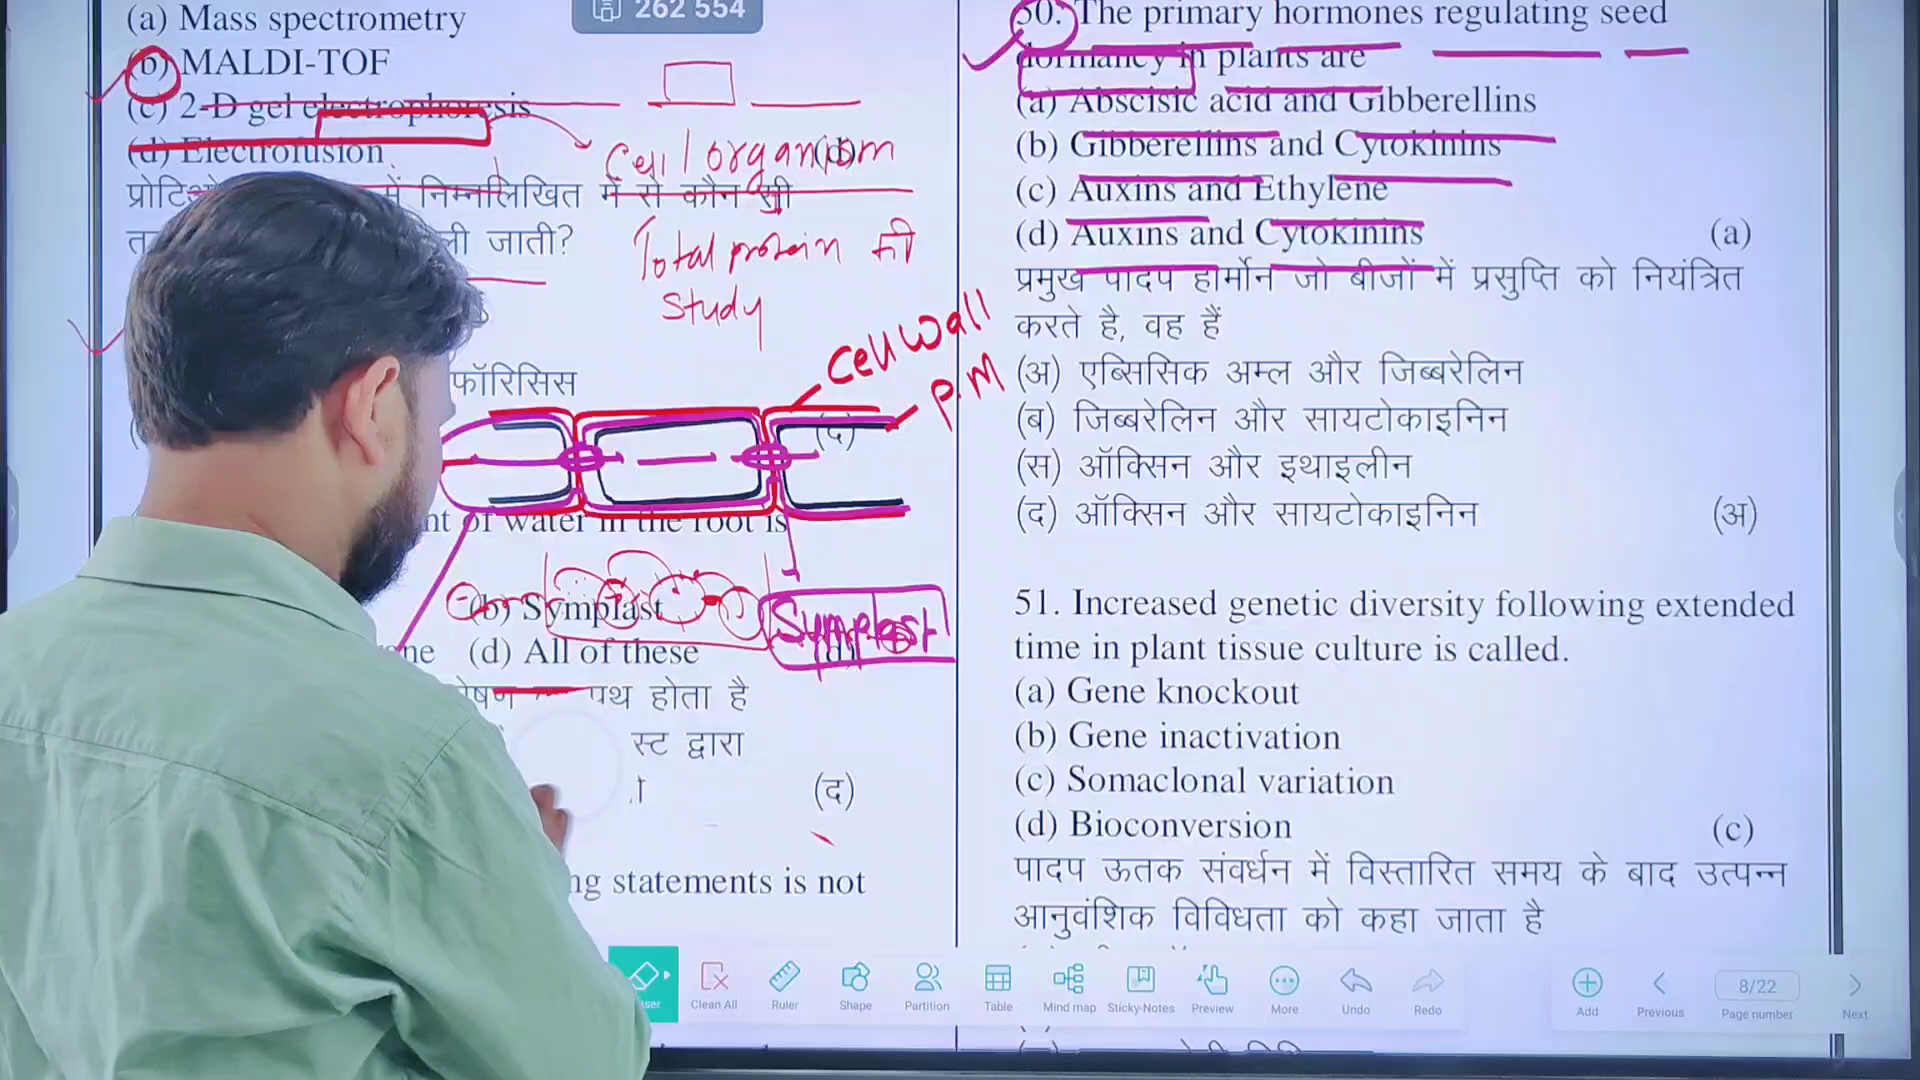 262 554
(a) Mass spectrometry
(b) MALDI-TOF
(c) 2-D gel electrophoresis
(d) Electrofusion
(d)
Cell / organism
में निम्नलिखित में से कौन सी
ली जाती?
Total protein की
study
फॉरिसिस
(द)
Cell wall
P.M
nt of water in the root is
(b) Symplast
Symplast
ne (d) All of these
(d)
पथ होता है
स्ट द्वारा
(द)
ng statements is not
50. The primary hormones regulating seed
dormancy in plants are
(a) Abscisic acid and Gibberellins
(b) Gibberellins and Cytokinins
(c) Auxins and Ethylene
(d) Auxins and Cytokinins
(a)
प्रमुख पादप हार्मोन जो बीजों में प्रसुप्ति को नियंत्रित
करते है, वह हैं
(अ) एब्सिसिक अम्ल और जिब्बरेलिन
(ब) जिब्बरेलिन और सायटोकाइनिन
(स) ऑक्सिन और इथाइलीन
(द) ऑक्सिन और सायटोकाइनिन
(अ)
51. Increased genetic diversity following extended
time in plant tissue culture is called.
(a) Gene knockout
(b) Gene inactivation
(c) Somaclonal variation
(d) Bioconversion
(c)
पादप ऊतक संवर्धन में विस्तारित समय के बाद उत्पन्न
आनुवंशिक विविधता को कहा जाता है
Clean All Ruler Shape Partition Table Mind map Sticky-Notes Preview More Undo Redo
Add Previous 8/22 Page number Next